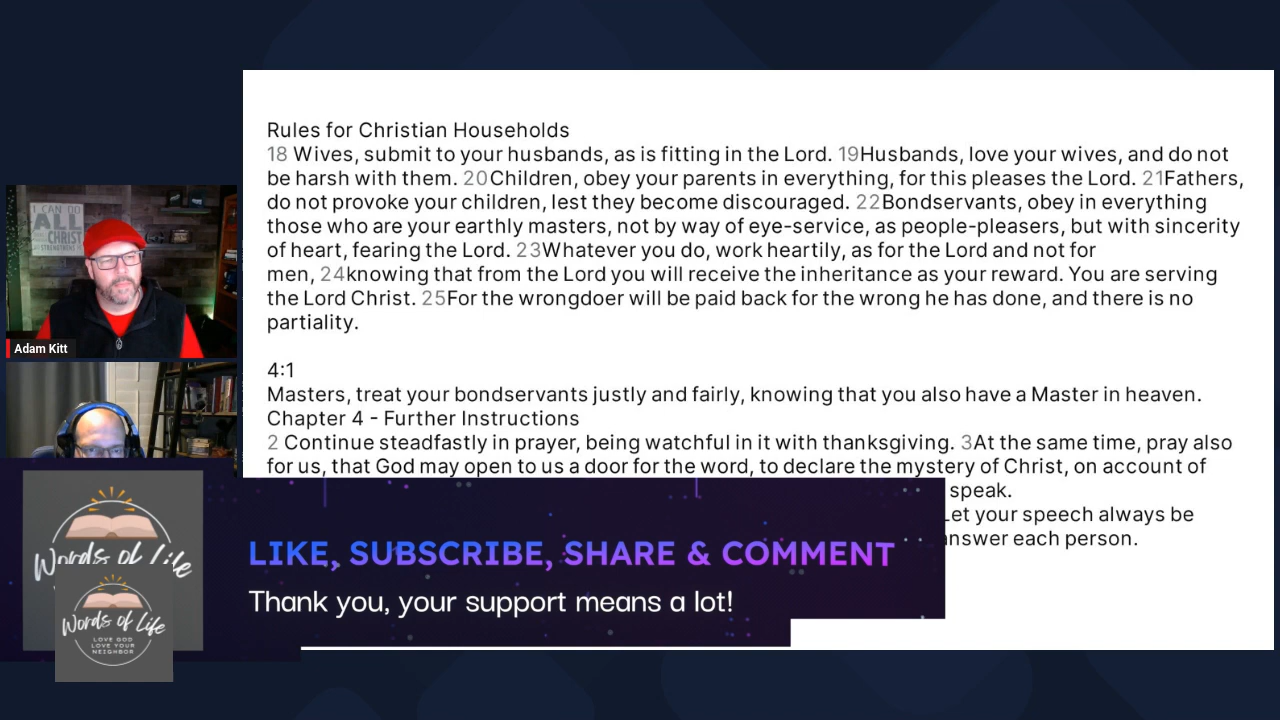 Rules for Christian Households
18 Wives, submit to your husbands, as is fitting in the Lord. 19Husbands, love your wives, and do not
be harsh with them. 20Children, obey your parents in everything, for this pleases the Lord. 21Fathers,
do not provoke your children, lest they become discouraged. 22Bondservants, obey in everything
those who are your earthly masters, not by way of eye-service, as people-pleasers, but with sincerity
of heart, fearing the Lord. 23Whatever you do, work heartily, as for the Lord and not for
men, 24knowing that from the Lord you will receive the inheritance as your reward. You are serving
the Lord Christ. 25For the wrongdoer will be paid back for the wrong he has done, and there is no
partiality.
4:1
Masters, treat your bondservants justly and fairly, knowing that you also have a Master in heaven.
Chapter 4 - Further Instructions
2 Continue steadfastly in prayer, being watchful in it with thanksgiving. 3At the same time, pray also
for us, that God may open to us a door for the word, to declare the mystery of Christ, on account of
speak.
Let your speech always be
answer each person.
I CAN DO
ALL
CHRIST
Adam Kitt
Words of Life
LIKE, SUBSCRIBE, SHARE & COMMENT
Thank you, your support means a lot!
Words of Life
LOVE GOD
LOVE YOUR
NEIGHBOR